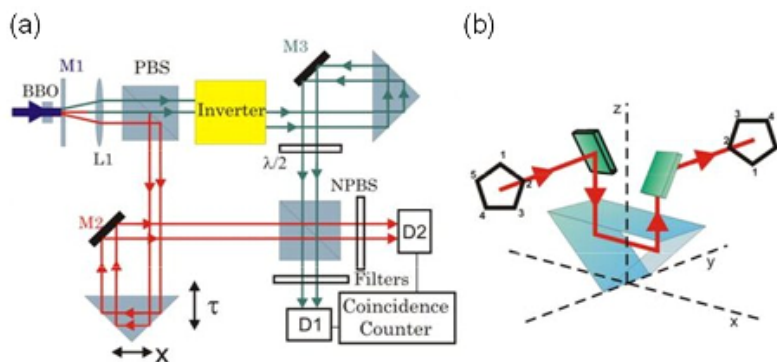 (a)
(b)
M1
PBS
M3
BBO
Inverter
L1
λ/2
NPBS
M2
D2
Filters
τ
D1
Coincidence
Counter
X
z
3
4
2
1
1
5
2
4
3
y
x